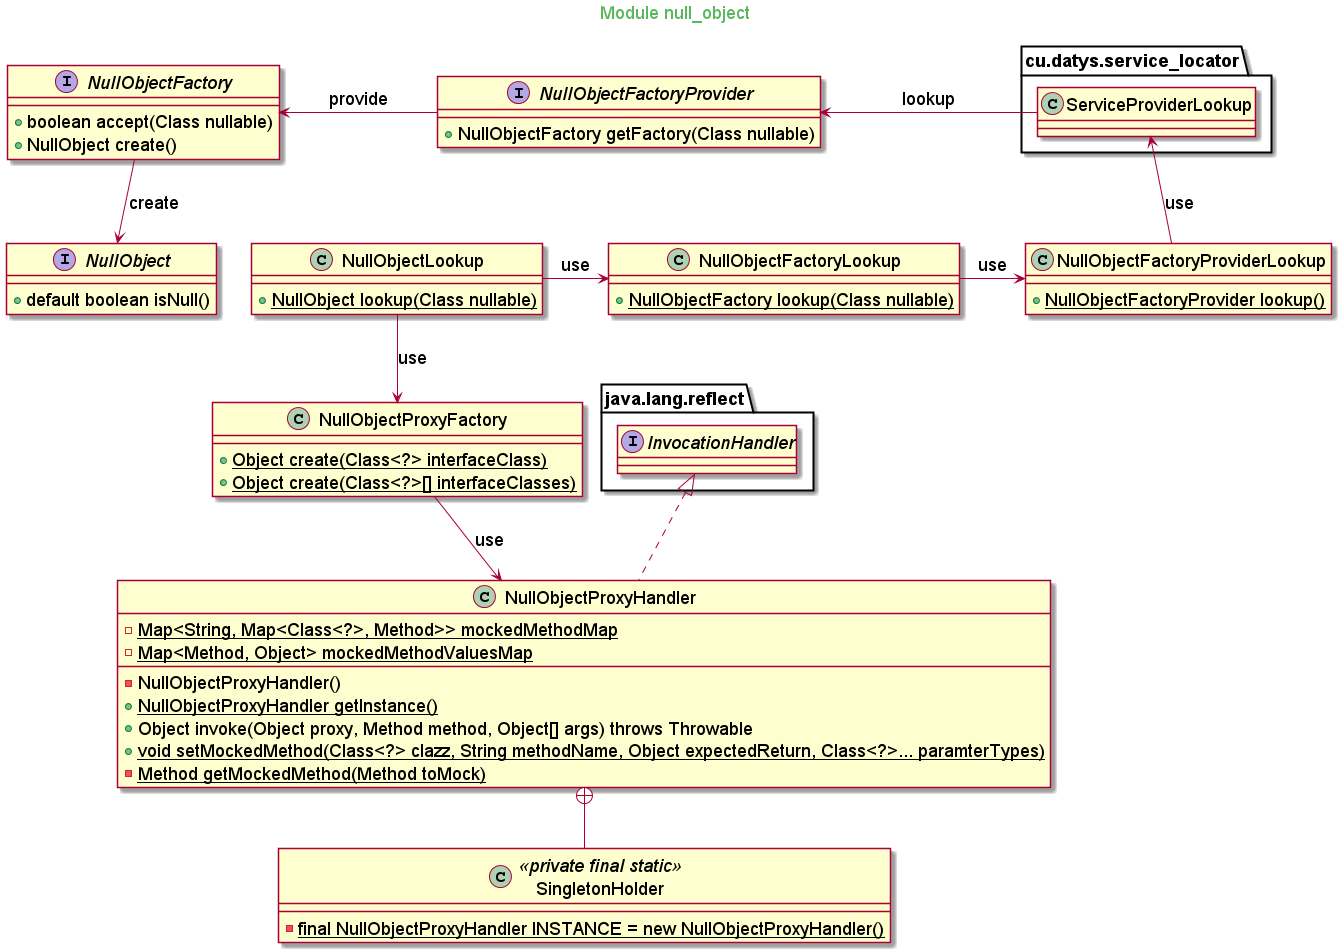 Module null_object
cu.datys.service_locator
I NullObjectFactory
boolean accept(Class nullable)
NullObject create()
provide
I NullObjectFactoryProvider
NullObjectFactory getFactory(Class nullable)
lookup
C ServiceProviderLookup
create
use
I NullObject
default boolean isNull()
C NullObjectLookup
NullObject lookup(Class nullable)
use
C NullObjectFactoryLookup
NullObjectFactory lookup(Class nullable)
use
C NullObjectFactoryProviderLookup
NullObjectFactoryProvider lookup()
use
C NullObjectProxyFactory
Object create(Class<?> interfaceClass)
Object create(Class<?>[] interfaceClasses)
java.lang.reflect
I InvocationHandler
use
C NullObjectProxyHandler
Map<String, Map<Class<?>, Method>> mockedMethodMap
Map<Method, Object> mockedMethodValuesMap
NullObjectProxyHandler()
NullObjectProxyHandler getInstance()
Object invoke(Object proxy, Method method, Object[] args) throws Throwable
void setMockedMethod(Class<?> clazz, String methodName, Object expectedReturn, Class<?>... paramterTypes)
Method getMockedMethod(Method toMock)
C «private final static»
SingletonHolder
final NullObjectProxyHandler INSTANCE = new NullObjectProxyHandler()